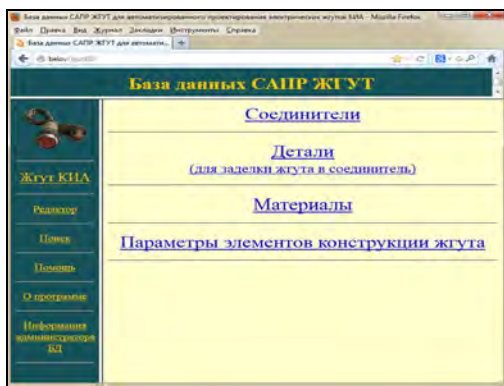 База данных САПР ЖГУТ для автоматизированного проектирования электрических жгутов КИА - Mozilla Firefox
Файл Правка Вид Журнал Закладки Инструменты Справка
База данных САПР ЖГУТ для автомати...
belov/
База данных САПР ЖГУТ
Соединители
Детали
(для заделки жгута в соединитель)
Материалы
Параметры элементов конструкции жгута
Жгут КИА
Редактор
Поиск
Помощь
О программе
Информация
администратора
БД